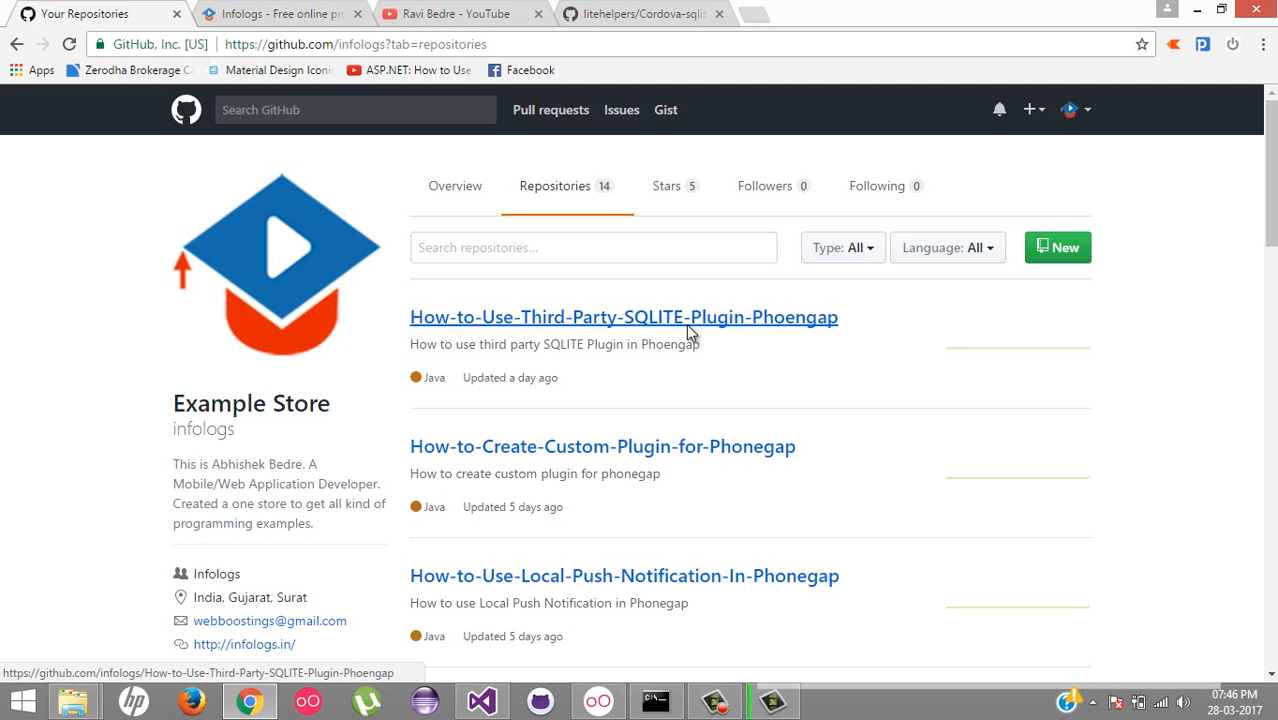 Your Repositories
Infologs - Free online pr
Ravi Bedre - YouTube
litehelpers/Cordova-sqli
GitHub, Inc. [US]
https://github.com/infologs?tab=repositories
Apps
Zerodha Brokerage Ca
Material Design Iconic
ASP.NET: How to Use
Facebook
Search GitHub
Pull requests
Issues
Gist
Overview
Repositories 14
Stars 5
Followers 0
Following 0
Search repositories...
Type: All
Language: All
New
How-to-Use-Third-Party-SQLITE-Plugin-Phoengap
How to use third party SQLITE Plugin in Phoengap
Java
Updated a day ago
Example Store
infologs
This is Abhishek Bedre. A
Mobile/Web Application Developer.
Created a one store to get all kind of
programming examples.
Infologs
India, Gujarat, Surat
webboostings@gmail.com
http://infologs.in/
How-to-Create-Custom-Plugin-for-Phonegap
How to create custom plugin for phonegap
Java
Updated 5 days ago
How-to-Use-Local-Push-Notification-In-Phonegap
How to use Local Push Notification in Phonegap
Java
Updated 5 days ago
https://github.com/infologs/How-to-Use-Third-Party-SQLITE-Plugin-Phoengap
07:46 PM
28-03-2017